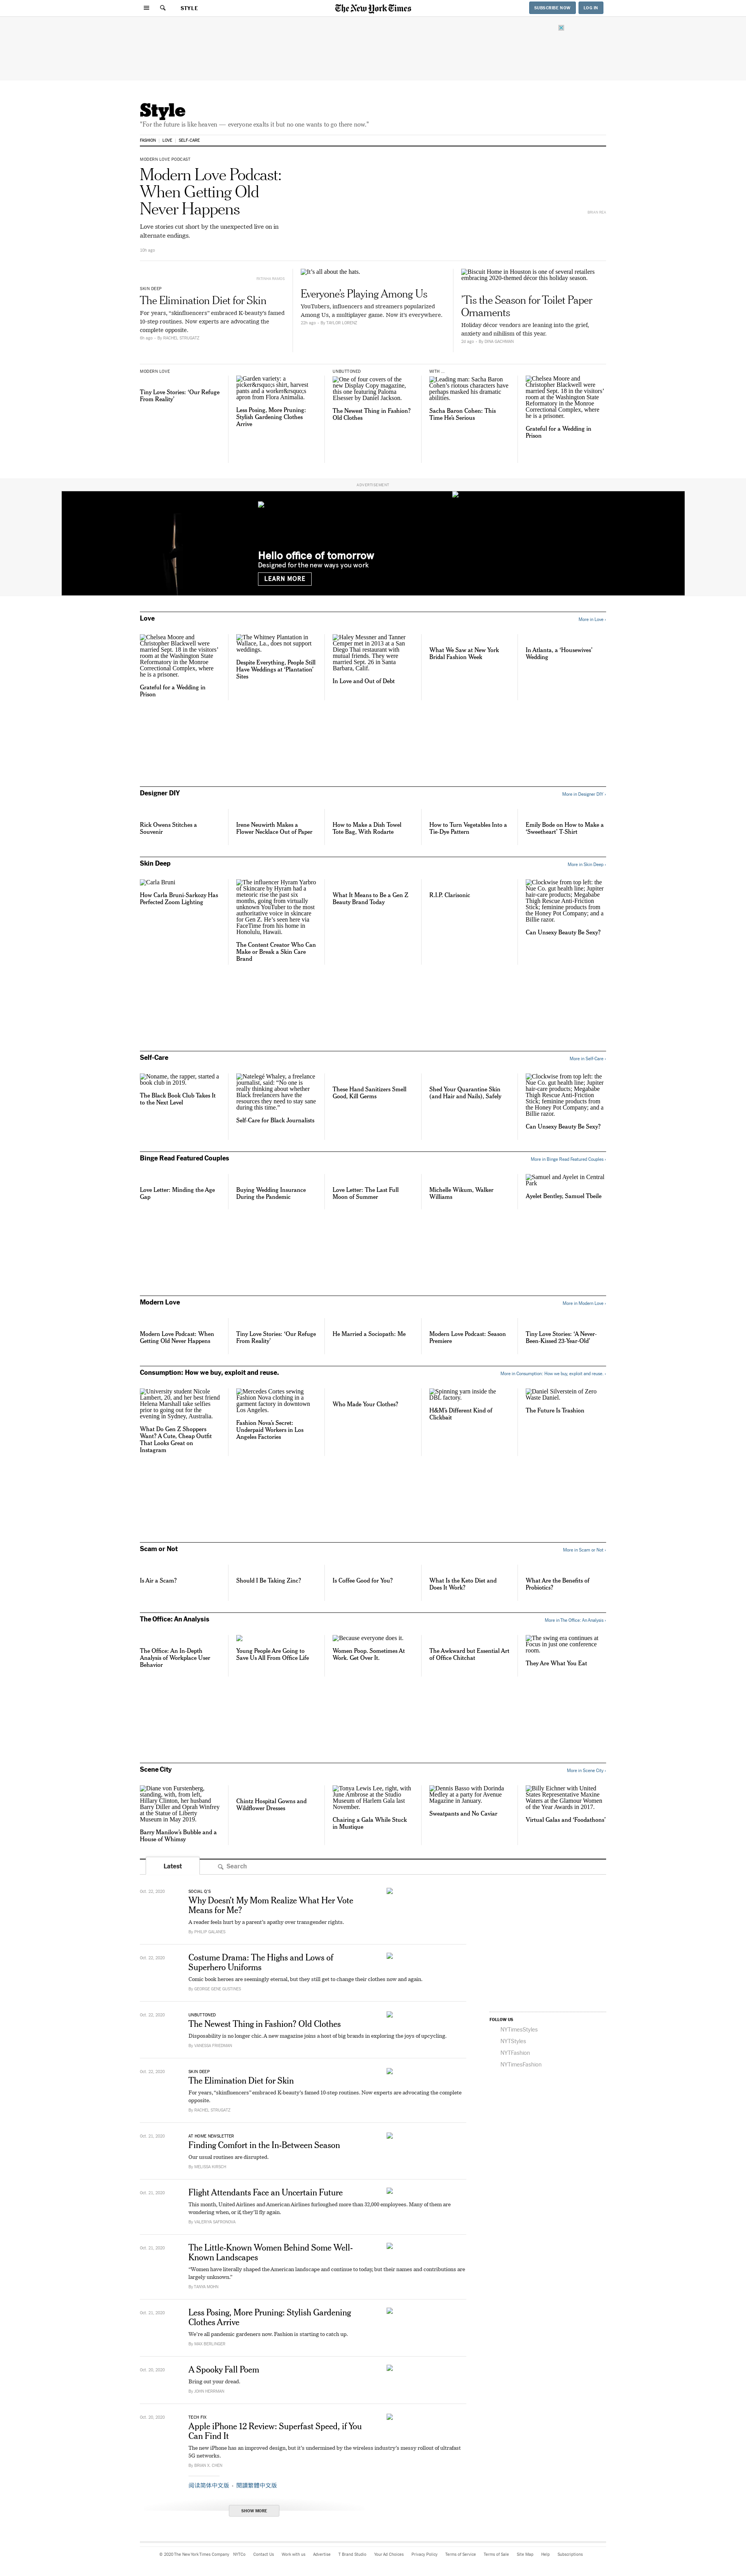 STYLE
The New York Times
SUBSCRIBE NOW
LOG IN
Style
"For the future is like heaven — everyone exalts it but no one wants to go there now."
FASHION
LOVE
SELF-CARE
MODERN LOVE PODCAST
Modern Love Podcast:
When Getting Old
Never Happens
Love stories cut short by the unexpected live on in
alternate endings.
10h ago
BRIAN REA
SKIN DEEP
The Elimination Diet for Skin
For years, “skinfluencers” embraced K-beauty’s famed
10-step routines. Now experts are advocating the
complete opposite.
6h ago · By RACHEL STRUGATZ
It’s all about the hats.
Everyone’s Playing Among Us
YouTubers, influencers and streamers popularized
Among Us, a multiplayer game. Now it’s everywhere.
By TAYLOR LORENZ
Biscuit Home in Houston is one of several retailers
embracing 2020-themed décor this holiday season.
’Tis the Season for Toilet Paper
Ornaments
Holiday décor vendors are leaning into the grief,
anxiety and nihilism of this year.
MODERN LOVE
Tiny Love Stories: ‘Our Refuge
From Reality’
Garden variety: a
picker&rsquo;s shirt, harvest
pants and a worker&rsquo;s
apron from Flora Animalia.
Less Posing, More Pruning:
Stylish Gardening Clothes
Arrive
UNBUTTONED
One of four covers of the
new Display Copy magazine,
this one featuring Paloma
Elsesser by Daniel Jackson.
The Newest Thing in Fashion?
Old Clothes
WITH ...
Leading man: Sacha Baron
Cohen’s riotous characters have
perhaps masked his dramatic
abilities.
Sacha Baron Cohen: This
Time He’s Serious
Chelsea Moore and
Christopher Blackwell were
married Sept. 18 in the visitors’
room at the Washington State
Reformatory in the Monroe
Correctional Complex, where
he is a prisoner.
Grateful for a Wedding in
Prison
ADVERTISEMENT
Hello office of tomorrow
Designed for the new ways you work
LEARN MORE
Love
More in Love ›
Chelsea Moore and
Christopher Blackwell were
married Sept. 18 in the visitors’
room at the Washington State
Reformatory in the Monroe
Correctional Complex, where
he is a prisoner.
Grateful for a Wedding in
Prison
The Whitney Plantation in
Wallace, La., does not support
weddings.
Despite Everything, People Still
Have Weddings at ‘Plantation’
Sites
Haley Messner and Tanner
Cemper met in 2013 at a San
Diego Thai restaurant with
mutual friends. They were
married Sept. 26 in Santa
Barbara, Calif.
In Love and Out of Debt
What We Saw at New York
Bridal Fashion Week
In Atlanta, a ‘Housewives’
Wedding
Designer DIY
More in Designer DIY ›
Rick Owens Stitches a
Souvenir
Irene Neuwirth Makes a
Flower Necklace Out of Paper
How to Make a Dish Towel
Tote Bag, With Rodarte
How to Turn Vegetables Into a
Tie-Dye Pattern
Emily Bode on How to Make a
‘Sweetheart’ T-Shirt
Skin Deep
More in Skin Deep ›
Carla Bruni
How Carla Bruni-Sarkozy Has
Perfected Zoom Lighting
The influencer Hyram Yarbro
of Skincare by Hyram had a
meteoric rise the past six
months, going from virtually
unknown YouTuber to the most
authoritative voice in skincare
for Gen Z. He’s seen here via
FaceTime from his home in
Honolulu, Hawaii.
The Content Creator Who Can
Make or Break a Skin Care
Brand
What It Means to Be a Gen Z
Beauty Brand Today
R.I.P. Clarisonic
Clockwise from top left: the
Nue Co. gut health line; Jupiter
hair-care products; Megababe
Thigh Rescue Anti-Friction
Stick; feminine products from
the Honey Pot Company; and a
Billie razor.
Can Unsexy Beauty Be Sexy?
Self-Care
More in Self-Care ›
Noname, the rapper, started a
book club in 2019.
The Black Book Club Takes It
to the Next Level
Natelegé Whaley, a freelance
journalist, said: “No one is
really thinking about whether
Black freelancers have the
resources they need to stay sane
during this time.”
Self-Care for Black Journalists
These Hand Sanitizers Smell
Good, Kill Germs
Shed Your Quarantine Skin
(and Hair and Nails), Safely
Clockwise from top left: the
Nue Co. gut health line; Jupiter
hair-care products; Megababe
Thigh Rescue Anti-Friction
Stick; feminine products from
the Honey Pot Company; and a
Billie razor.
Can Unsexy Beauty Be Sexy?
Binge Read Featured Couples
More in Binge Read Featured Couples ›
Love Letter: Minding the Age
Gap
Buying Wedding Insurance
During the Pandemic
Love Letter: The Last Full
Moon of Summer
Michelle Wikum, Walker
Williams
Samuel and Ayelet in Central
Park
Ayelet Bentley, Samuel Tbeile
Modern Love
More in Modern Love ›
Modern Love Podcast: When
Getting Old Never Happens
Tiny Love Stories: ‘Our Refuge
From Reality’
He Married a Sociopath: Me
Modern Love Podcast: Season
Premiere
Tiny Love Stories: ‘A Never-
Been-Kissed 23-Year-Old’
Consumption: How we buy, exploit and reuse.
More in Consumption: How we buy, exploit and reuse. ›
University student Nicole
Lambert, 20, and her best friend
Helena Marshall take selfies
prior to going out for the
evening in Sydney, Australia.
What Do Gen Z Shoppers
Want? A Cute, Cheap Outfit
That Looks Great on
Instagram
Mercedes Cortes sewing
Fashion Nova clothing in a
garment factory in downtown
Los Angeles.
Fashion Nova’s Secret:
Underpaid Workers in Los
Angeles Factories
Who Made Your Clothes?
Spinning yarn inside the
DBL factory.
H&M’s Different Kind of
Clickbait
Daniel Silverstein of Zero
Waste Daniel.
The Future Is Trashion
Scam or Not
More in Scam or Not ›
Is Air a Scam?
Should I Be Taking Zinc?
Is Coffee Good for You?
What Is the Keto Diet and
Does It Work?
What Are the Benefits of
Probiotics?
The Office: An Analysis
More in The Office: An Analysis ›
The Office: An In-Depth
Analysis of Workplace User
Behavior
Young People Are Going to
Save Us All From Office Life
Because everyone does it.
Women Poop. Sometimes At
Work. Get Over It.
The Awkward but Essential Art
of Office Chitchat
The swing era continues at
Focus in just one conference
room.
They Are What You Eat
Scene City
More in Scene City ›
Diane von Furstenberg,
standing, with, from left,
Hillary Clinton, her husband
Barry Diller and Oprah Winfrey
at the Statue of Liberty
Museum in May 2019.
Barry Manilow’s Bubble and a
House of Whimsy
Chintz Hospital Gowns and
Wildflower Dresses
Tonya Lewis Lee, right, with
June Ambrose at the Studio
Museum of Harlem Gala last
November.
Chairing a Gala While Stuck
in Mustique
Dennis Basso with Dorinda
Medley at a party for Avenue
Magazine in January.
Sweatpants and No Caviar
Billy Eichner with United
States Representative Maxine
Waters at the Glamour Women
of the Year Awards in 2017.
Virtual Galas and ‘Foodathons’
Latest
Search
Oct. 22, 2020
SOCIAL Q’S
Why Doesn’t My Mom Realize What Her Vote
Means for Me?
A reader feels hurt by a parent’s apathy over transgender rights.
By PHILIP GALANES
Oct. 22, 2020
Costume Drama: The Highs and Lows of
Superhero Uniforms
Comic book heroes are seemingly eternal, but they still get to change their clothes now and again.
By GEORGE GENE GUSTINES
Oct. 22, 2020
UNBUTTONED
The Newest Thing in Fashion? Old Clothes
Disposability is no longer chic. A new magazine joins a host of big brands in exploring the joys of upcycling.
By VANESSA FRIEDMAN
Oct. 22, 2020
SKIN DEEP
The Elimination Diet for Skin
For years, “skinfluencers” embraced K-beauty’s famed 10-step routines. Now experts are advocating the complete
opposite.
By RACHEL STRUGATZ
Oct. 21, 2020
AT HOME NEWSLETTER
Finding Comfort in the In-Between Season
Our usual routines are disrupted.
By MELISSA KIRSCH
Oct. 21, 2020
Flight Attendants Face an Uncertain Future
This month, United Airlines and American Airlines furloughed more than 32,000 employees. Many of them are
wondering when, or if, they’ll fly again.
By VALERIYA SAFRONOVA
Oct. 21, 2020
The Little-Known Women Behind Some Well-
Known Landscapes
“Women have literally shaped the American landscape and continue to today, but their names and contributions are
largely unknown.”
By TANYA MOHN
Oct. 21, 2020
Less Posing, More Pruning: Stylish Gardening
Clothes Arrive
We’re all pandemic gardeners now. Fashion is starting to catch up.
By MAX BERLINGER
Oct. 20, 2020
A Spooky Fall Poem
Bring out your dread.
By JOHN HERRMAN
Oct. 20, 2020
TECH FIX
Apple iPhone 12 Review: Superfast Speed, if You
Can Find It
The new iPhone has an improved design, but it’s undermined by the wireless industry’s messy rollout of ultrafast
5G networks.
By BRIAN X. CHEN
阅读简体中文版 · 閱讀繁體中文版
SHOW MORE
FOLLOW US
NYTimesStyles
NYTStyles
NYTFashion
NYTimesFashion
© 2020 The New York Times Company
NYTCo
Contact Us
Work with us
Advertise
T Brand Studio
Your Ad Choices
Privacy Policy
Terms of Service
Terms of Sale
Site Map
Help
Subscriptions